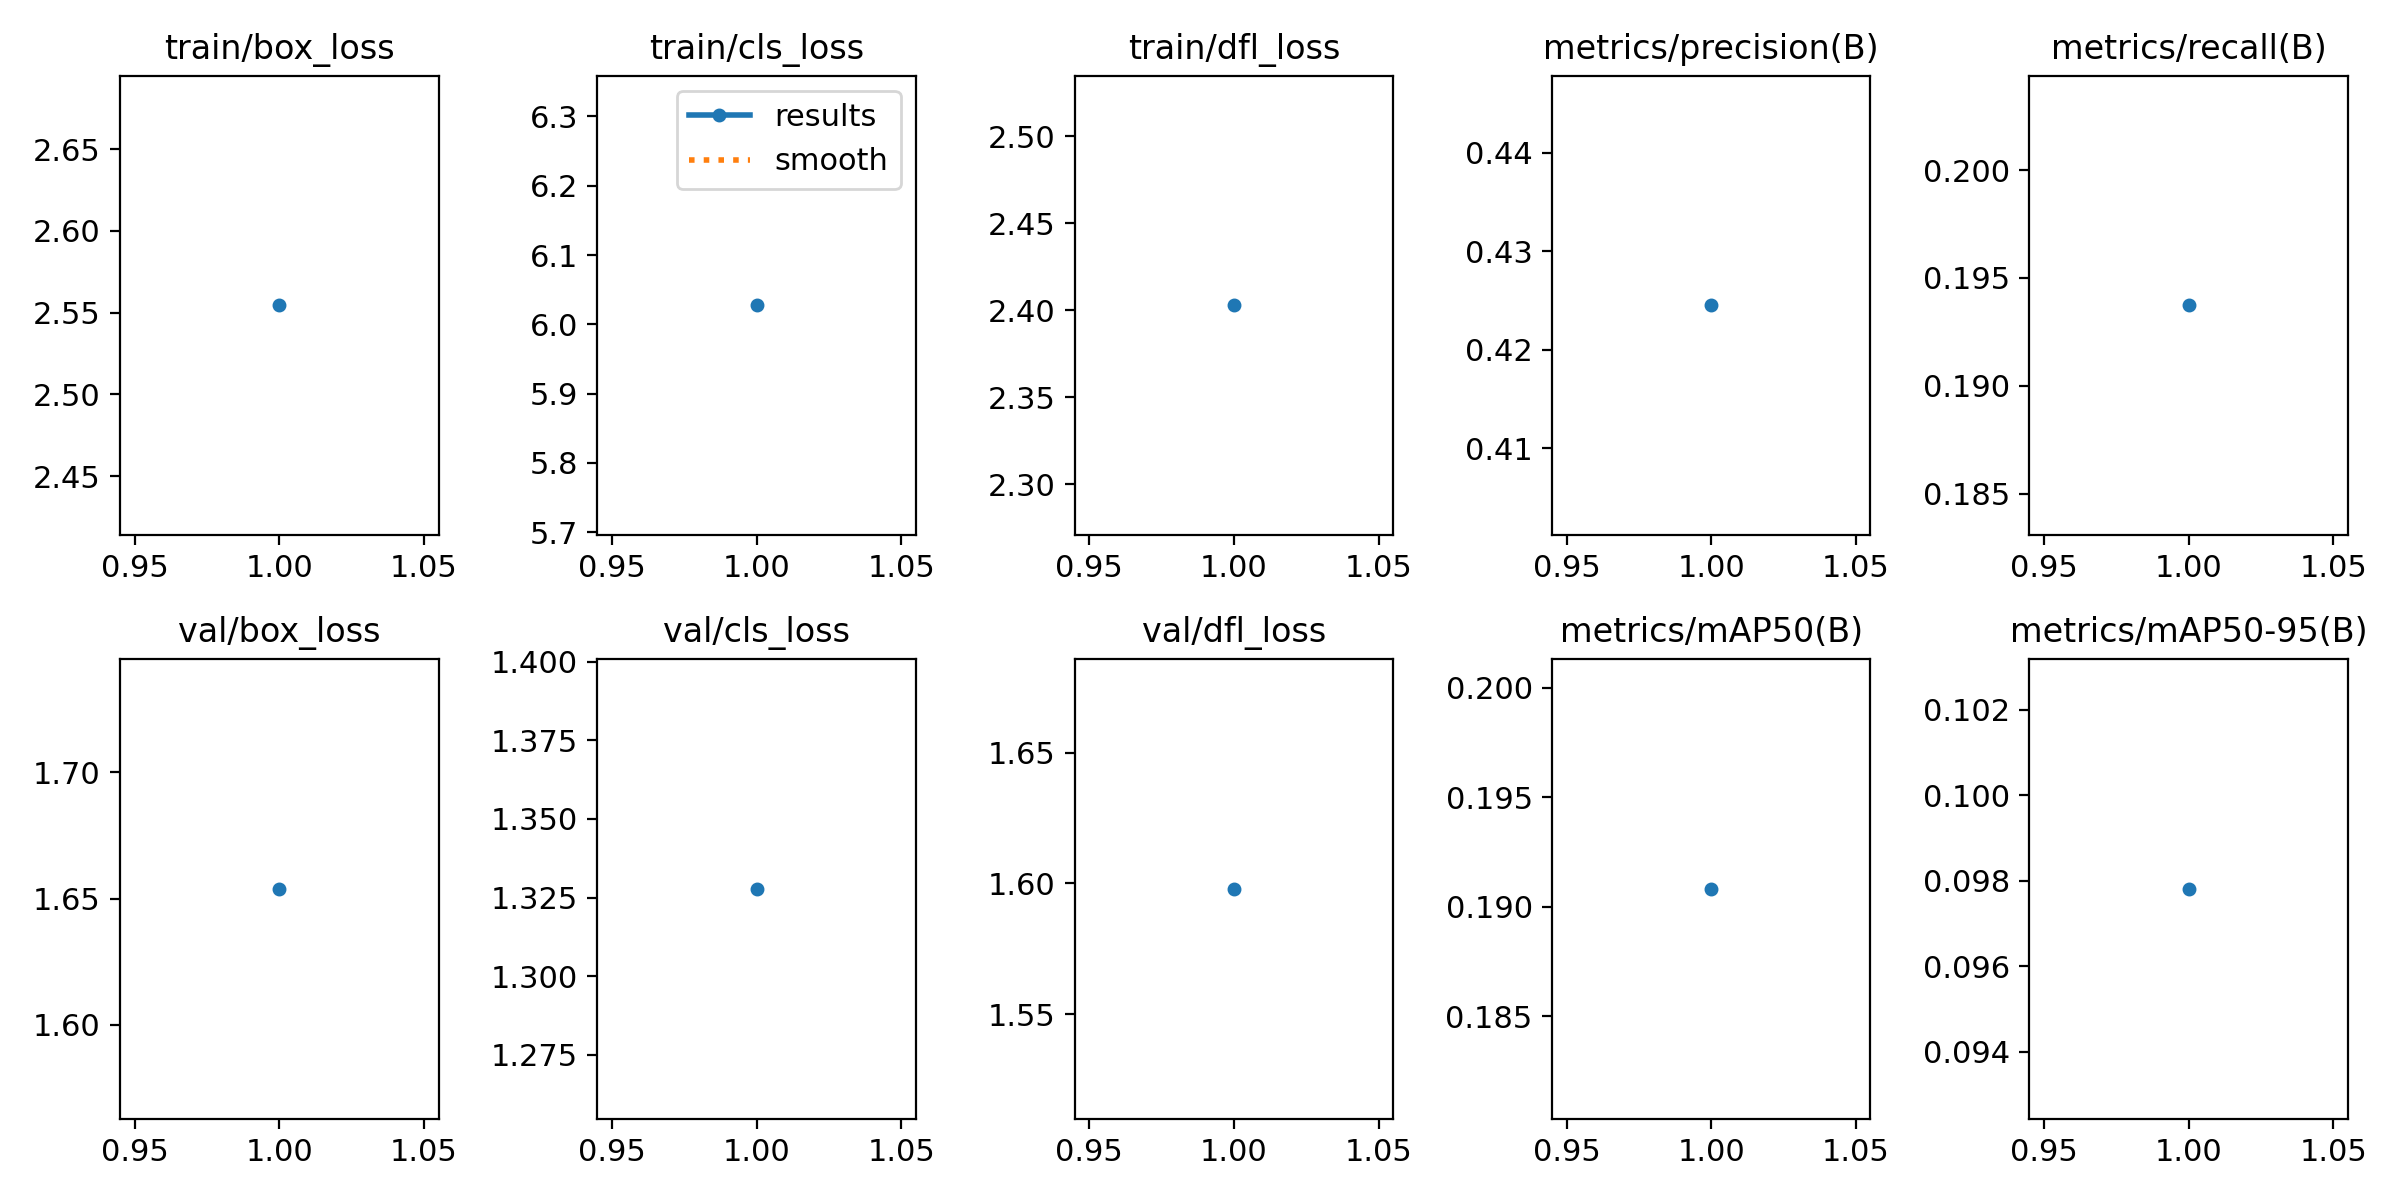 train/box_loss
2.65
2.60
2.55
2.50
2.45
0.95 1.00 1.05
train/cls_loss
results
smooth
6.3
6.2
6.1
6.0
5.9
5.8
5.7
0.95 1.00 1.05
train/dfl_loss
2.50
2.45
2.40
2.35
2.30
0.95 1.00 1.05
metrics/precision(B)
0.44
0.43
0.42
0.41
0.95 1.00 1.05
metrics/recall(B)
0.200
0.195
0.190
0.185
0.95 1.00 1.05
val/box_loss
1.70
1.65
1.60
0.95 1.00 1.05
val/cls_loss
1.400
1.375
1.350
1.325
1.300
1.275
0.95 1.00 1.05
val/dfl_loss
1.65
1.60
1.55
0.95 1.00 1.05
metrics/mAP50(B)
0.200
0.195
0.190
0.185
0.95 1.00 1.05
metrics/mAP50-95(B)
0.102
0.100
0.098
0.096
0.094
0.95 1.00 1.05